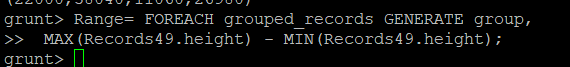 grunt> Range= FOREACH grouped_records GENERATE group,
>>  MAX(Records49.height) - MIN(Records49.height);
grunt>